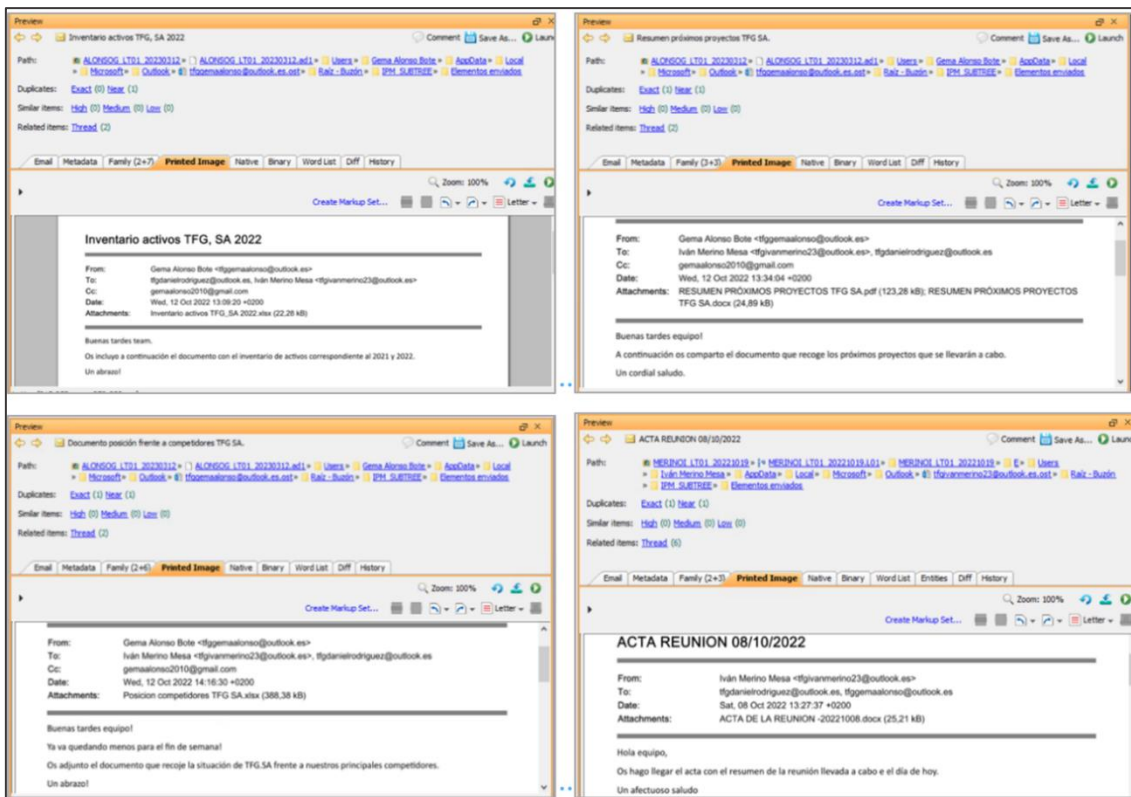 Preview
Inventario activos TFG, SA 2022 Comment Save As... Laun
Path: ALONSOG_LT01_20230312 » ALONSOG_LT01_20230312.ad1 » Users » Gema Alonso Bote » AppData » Local
» Microsoft » Outlook » tfggemaalonso@outlook.es.ost » Raíz - Buzón » IPM_SUBTREE » Elementos enviados
Duplicates: Exact (0) Near (1)
Similar items: High (0) Medium (0) Low (0)
Related items: Thread (2)
Email Metadata Family (2+7) Printed Image Native Binary Word List Diff History
Zoom: 100%
Create Markup Set... Letter
Inventario activos TFG, SA 2022
From: Gema Alonso Bote <tfggemaalonso@outlook.es>
To: tfgdanielrodriguez@outlook.es, Iván Merino Mesa <tfgivanmerino23@outlook.es>
Cc: gemaalonso2010@gmail.com
Date: Wed, 12 Oct 2022 13:09:20 +0200
Attachments: Inventario activos TFG_SA 2022.xlsx (22,28 kB)
Buenas tardes team.
Os incluyo a continuación el documento con el inventario de activos correspondiente al 2021 y 2022.
Un abrazo!
Preview
Resumen próximos proyectos TFG SA. Comment Save As... Launch
Path: ALONSOG_LT01_20230312 » ALONSOG_LT01_20230312.ad1 » Users » Gema Alonso Bote » AppData » Local
» Microsoft » Outlook » tfggemaalonso@outlook.es.ost » Raíz - Buzón » IPM_SUBTREE » Elementos enviados
Duplicates: Exact (1) Near (1)
Similar items: High (0) Medium (0) Low (0)
Related items: Thread (2)
Email Metadata Family (3+3) Printed Image Native Binary Word List Diff History
Zoom: 100%
Create Markup Set... Letter
From: Gema Alonso Bote <tfggemaalonso@outlook.es>
To: Iván Merino Mesa <tfgivanmerino23@outlook.es>, tfgdanielrodriguez@outlook.es
Cc: gemaalonso2010@gmail.com
Date: Wed, 12 Oct 2022 13:34:04 +0200
Attachments: RESUMEN PRÓXIMOS PROYECTOS TFG SA.pdf (123,28 kB); RESUMEN PRÓXIMOS PROYECTOS
TFG SA.docx (24,89 kB)
Buenas tardes equipo!
A continuación os comparto el documento que recoge los próximos proyectos que se llevarán a cabo.
Un cordial saludo.
Preview
Documento posición frente a competidores TFG SA. Comment Save As... Launch
Path: ALONSOG_LT01_20230312 » ALONSOG_LT01_20230312.ad1 » Users » Gema Alonso Bote » AppData » Local
» Microsoft » Outlook » tfggemaalonso@outlook.es.ost » Raíz - Buzón » IPM_SUBTREE » Elementos enviados
Duplicates: Exact (1) Near (1)
Similar items: High (0) Medium (0) Low (0)
Related items: Thread (2)
Email Metadata Family (2+6) Printed Image Native Binary Word List Diff History
Zoom: 100%
Create Markup Set... Letter
From: Gema Alonso Bote <tfggemaalonso@outlook.es>
To: Iván Merino Mesa <tfgivanmerino23@outlook.es>, tfgdanielrodriguez@outlook.es
Cc: gemaalonso2010@gmail.com
Date: Wed, 12 Oct 2022 14:16:30 +0200
Attachments: Posicion competidores TFG SA.xlsx (388,38 kB)
Buenas tardes equipo!
Ya va quedando menos para el fin de semana!
Os adjunto el documento que recoje la situación de TFG.SA frente a nuestros principales competidores.
Un abrazo!
Preview
ACTA REUNION 08/10/2022 Comment Save As... Laun
Path: MERINOI_LT01_20221019 » MERINOI_LT01_20221019.L01 » MERINOI_LT01_20221019 » E » Users
» Iván Merino Mesa » AppData » Local » Microsoft » Outlook » tfgivanmerino23@outlook.es.ost » Raíz - Buzón
» IPM_SUBTREE » Elementos enviados
Duplicates: Exact (1) Near (1)
Similar items: High (0) Medium (0) Low (0)
Related items: Thread (6)
Email Metadata Family (2+3) Printed Image Native Binary Word List Entities Diff History
Zoom: 100%
Create Markup Set... Letter
ACTA REUNION 08/10/2022
From: Iván Merino Mesa <tfgivanmerino23@outlook.es>
To: tfgdanielrodriguez@outlook.es, tfggemaalonso@outlook.es
Date: Sat, 08 Oct 2022 13:27:37 +0200
Attachments: ACTA DE LA REUNION -20221008.docx (25,21 kB)
Hola equipo,
Os hago llegar el acta con el resumen de la reunión llevada a cabo e el día de hoy.
Un afectuoso saludo